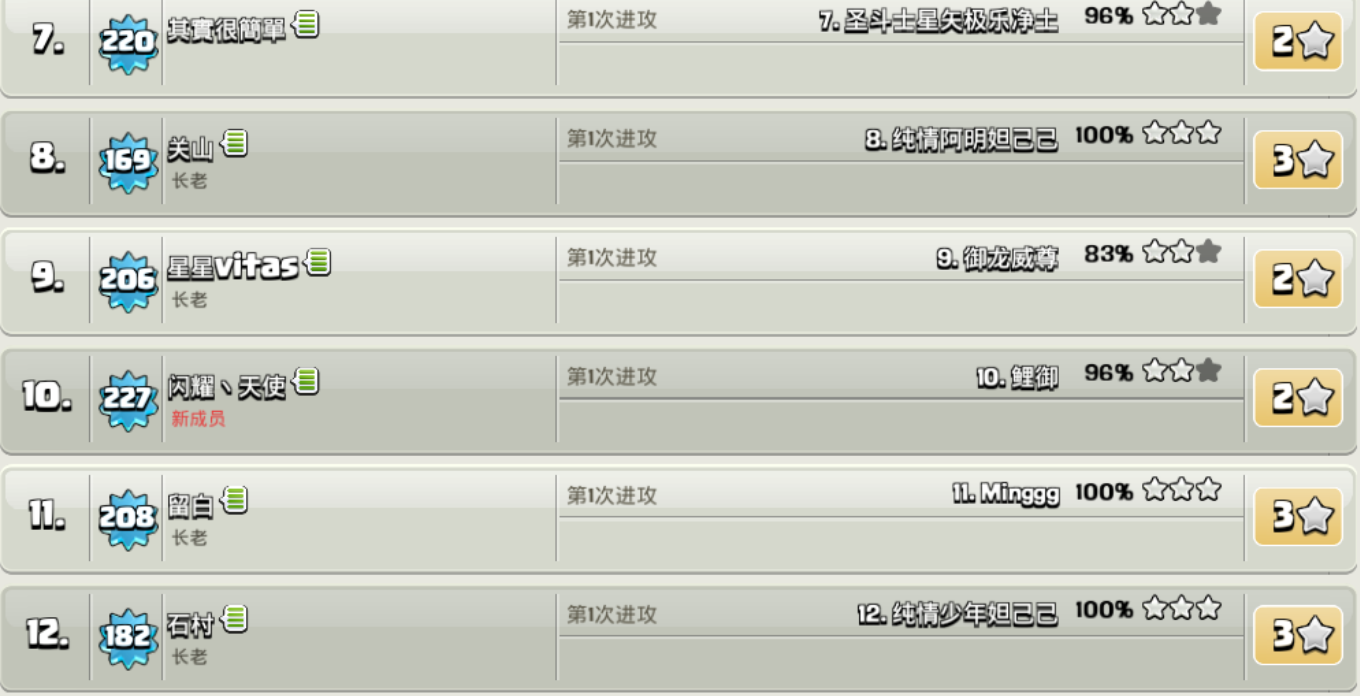 7. 220 其實很簡單 第1次进攻 7. 圣斗士星矢极乐净土 96% 2
8. 169 关山 第1次进攻 8. 纯情阿明妲己己 100% 3
长老
9. 206 星星vitas 第1次进攻 9. 御龙威尊 83% 2
长老
10. 227 闪耀丶天使 第1次进攻 10. 鲤御 96% 2
新成员
11. 208 留白 第1次进攻 11. Minggg 100% 3
长老
12. 182 石村 第1次进攻 12. 纯情少年妲己己 100% 3
长老